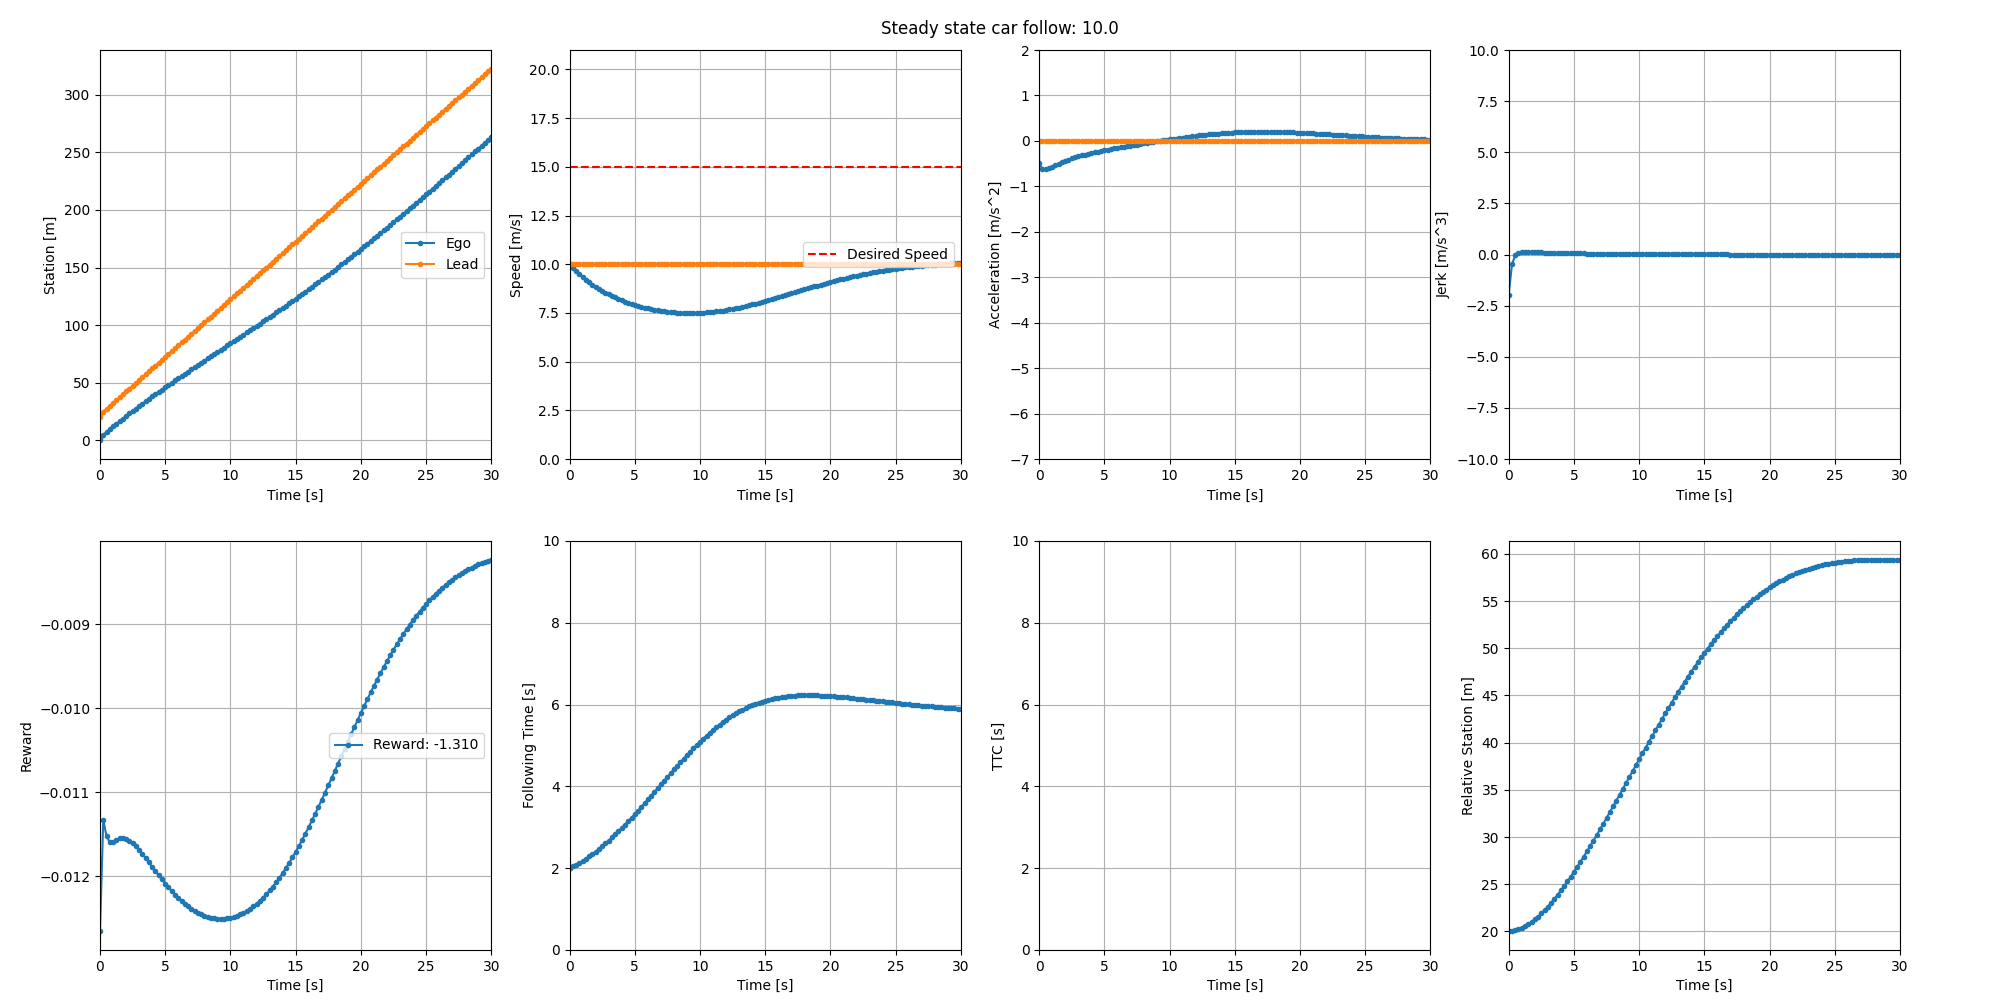 Steady state car follow: 10.0
Station [m]
300
250
200
150
100
50
0
Ego
Lead
0 5 10 15 20 25 30
Time [s]
Speed [m/s]
20.0
17.5
15.0
12.5
10.0
7.5
5.0
2.5
0.0
Desired Speed
0 5 10 15 20 25 30
Time [s]
Acceleration [m/s^2]
2
1
0
−1
−2
−3
−4
−5
−6
−7
0 5 10 15 20 25 30
Time [s]
Jerk [m/s^3]
10.0
7.5
5.0
2.5
0.0
−2.5
−5.0
−7.5
−10.0
0 5 10 15 20 25 30
Time [s]
Reward
−0.009
−0.010
−0.011
−0.012
Reward: -1.310
0 5 10 15 20 25 30
Time [s]
Following Time [s]
10
8
6
4
2
0
0 5 10 15 20 25 30
Time [s]
TTC [s]
10
8
6
4
2
0
0 5 10 15 20 25 30
Time [s]
Relative Station [m]
60
55
50
45
40
35
30
25
20
0 5 10 15 20 25 30
Time [s]